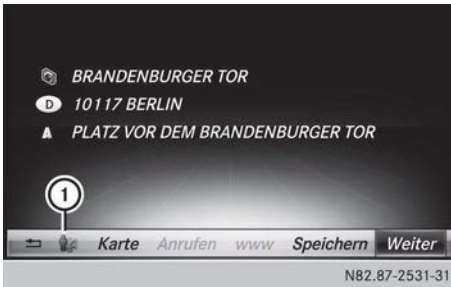 BRANDENBURGER TOR
D 10117 BERLIN
PLATZ VOR DEM BRANDENBURGER TOR
1
Karte Anrufen www Speichern Weiter
N82.87-2531-31